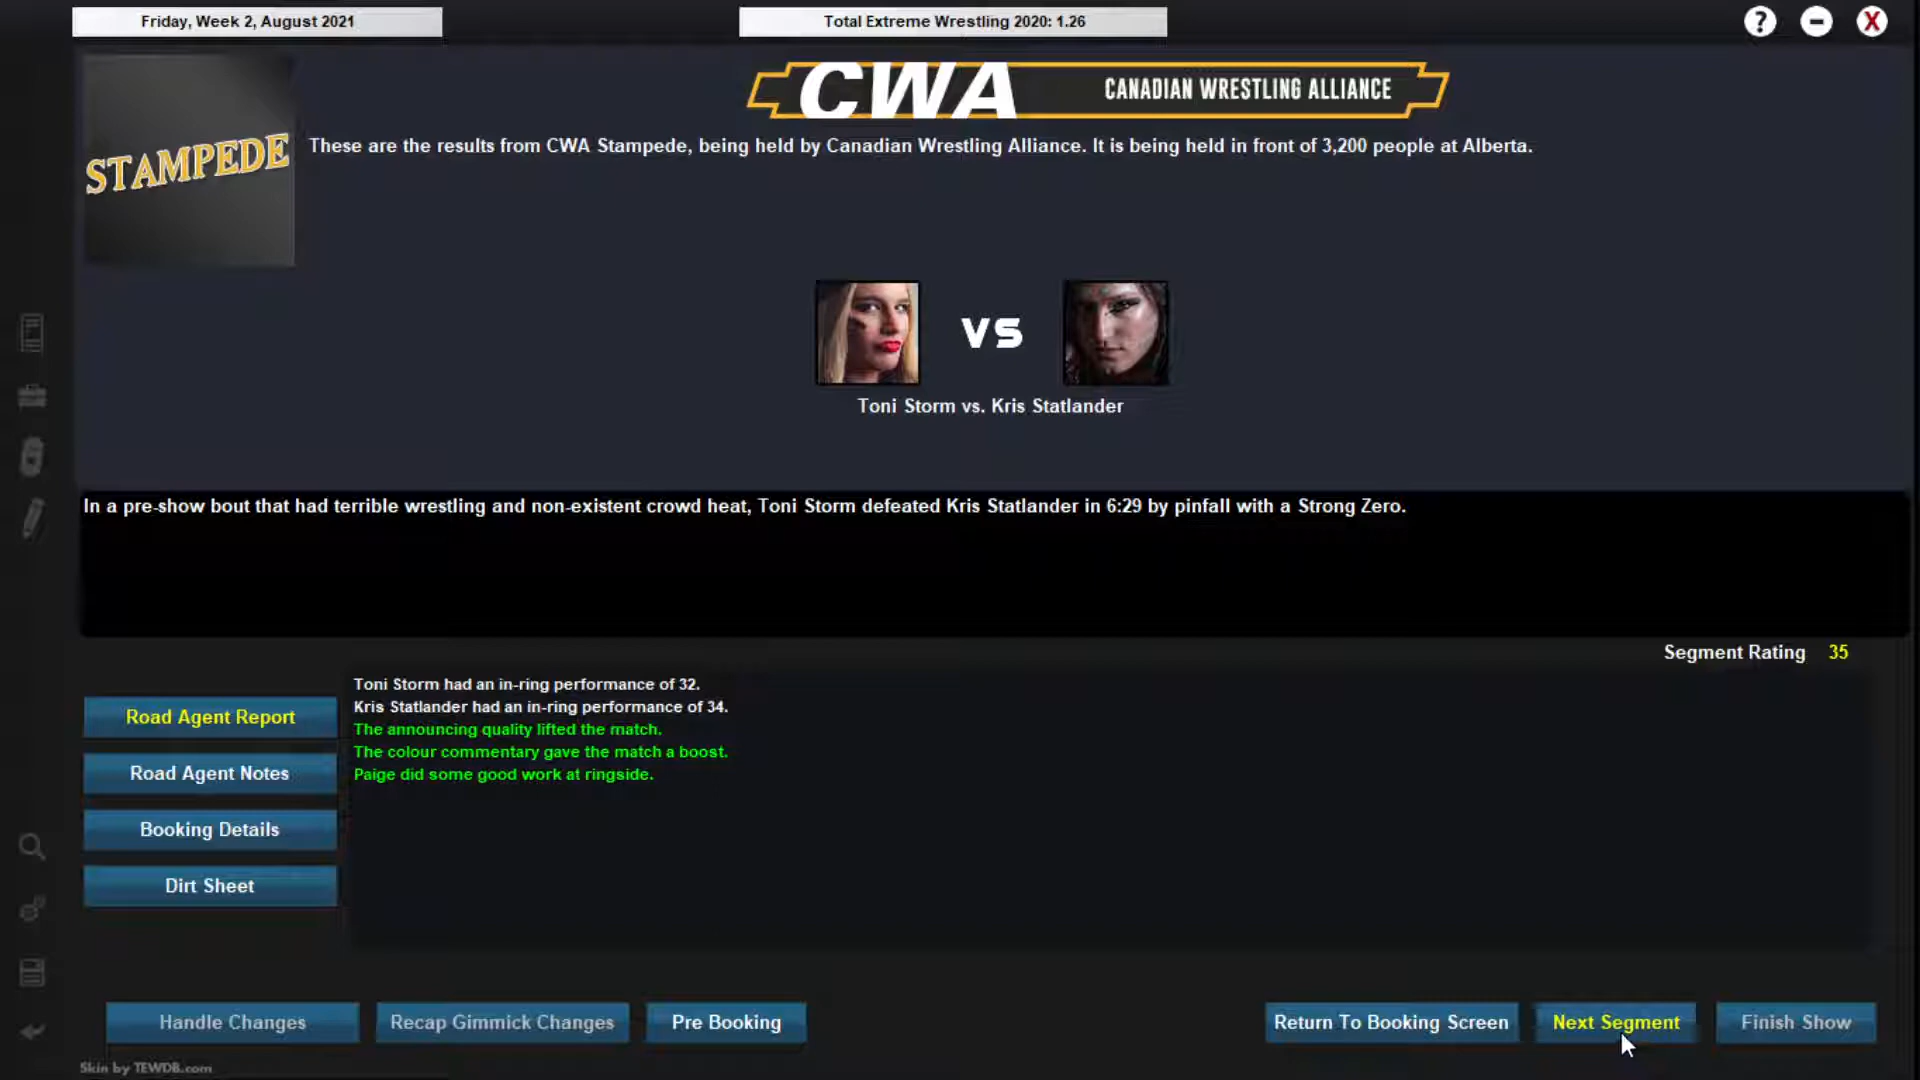 Friday, Week 2, August 2021
Total Extreme Wrestling 2020: 1.26
?
X
CWA
CANADIAN WRESTLING ALLIANCE
STAMPEDE
These are the results from CWA Stampede, being held by Canadian Wrestling Alliance. It is being held in front of 3,200 people at Alberta.
VS
Toni Storm vs. Kris Statlander
In a pre-show bout that had terrible wrestling and non-existent crowd heat, Toni Storm defeated Kris Statlander in 6:29 by pinfall with a Strong Zero.
Segment Rating 35
Road Agent Report
Road Agent Notes
Booking Details
Dirt Sheet
Toni Storm had an in-ring performance of 32.
Kris Statlander had an in-ring performance of 34.
The announcing quality lifted the match.
The colour commentary gave the match a boost.
Paige did some good work at ringside.
Handle Changes
Recap Gimmick Changes
Pre Booking
Return To Booking Screen
Next Segment
Finish Show
Skin by TEWDB.com